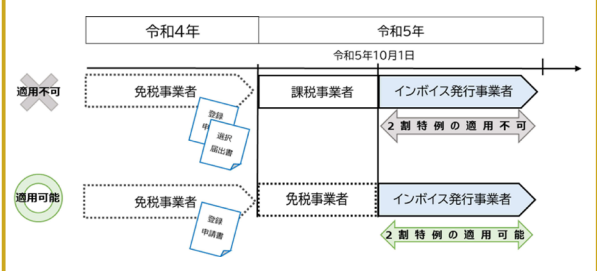 令和4年
令和5年
令和5年10月1日
適用不可
免税事業者
課税事業者
インボイス発行事業者
登録
申
選択
届出書
2割特例の適用不可
適用可能
免税事業者
免税事業者
インボイス発行事業者
登録
申請書
2割特例の適用可能